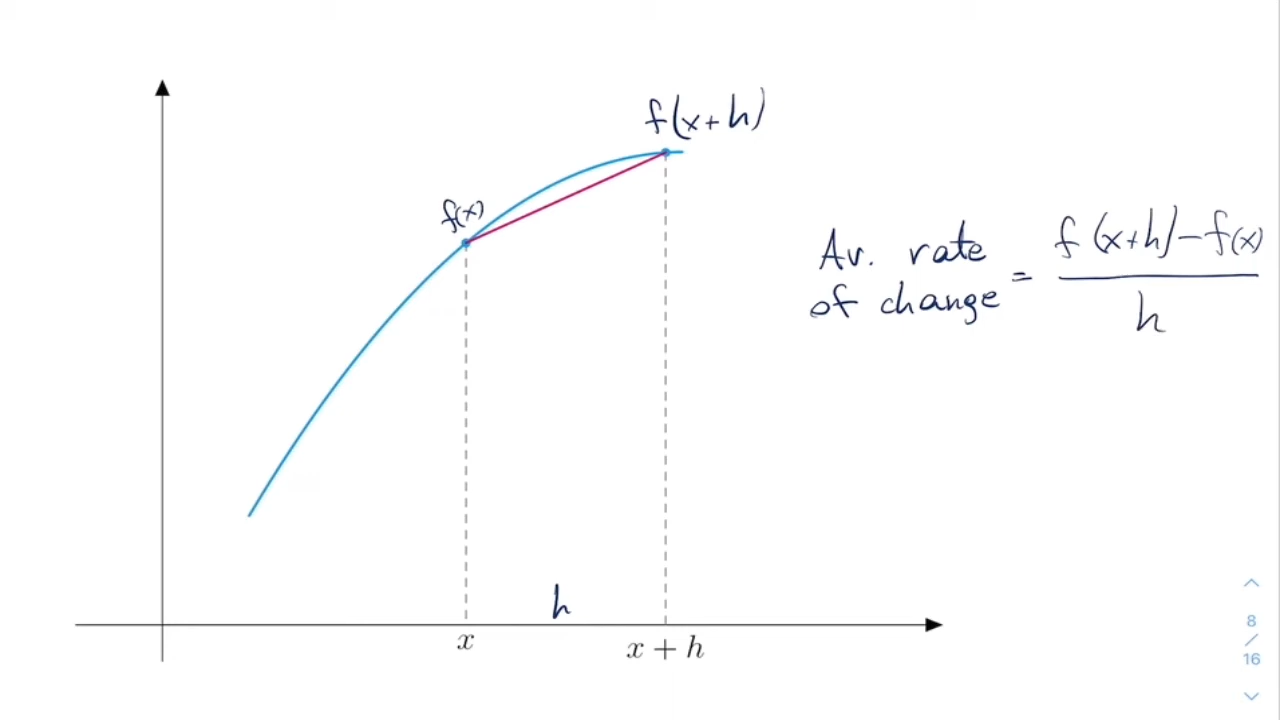 f(x+h)
f(x)
Av. rate
of change = f(x+h)-f(x)
h
h
x
x + h
8
/
16